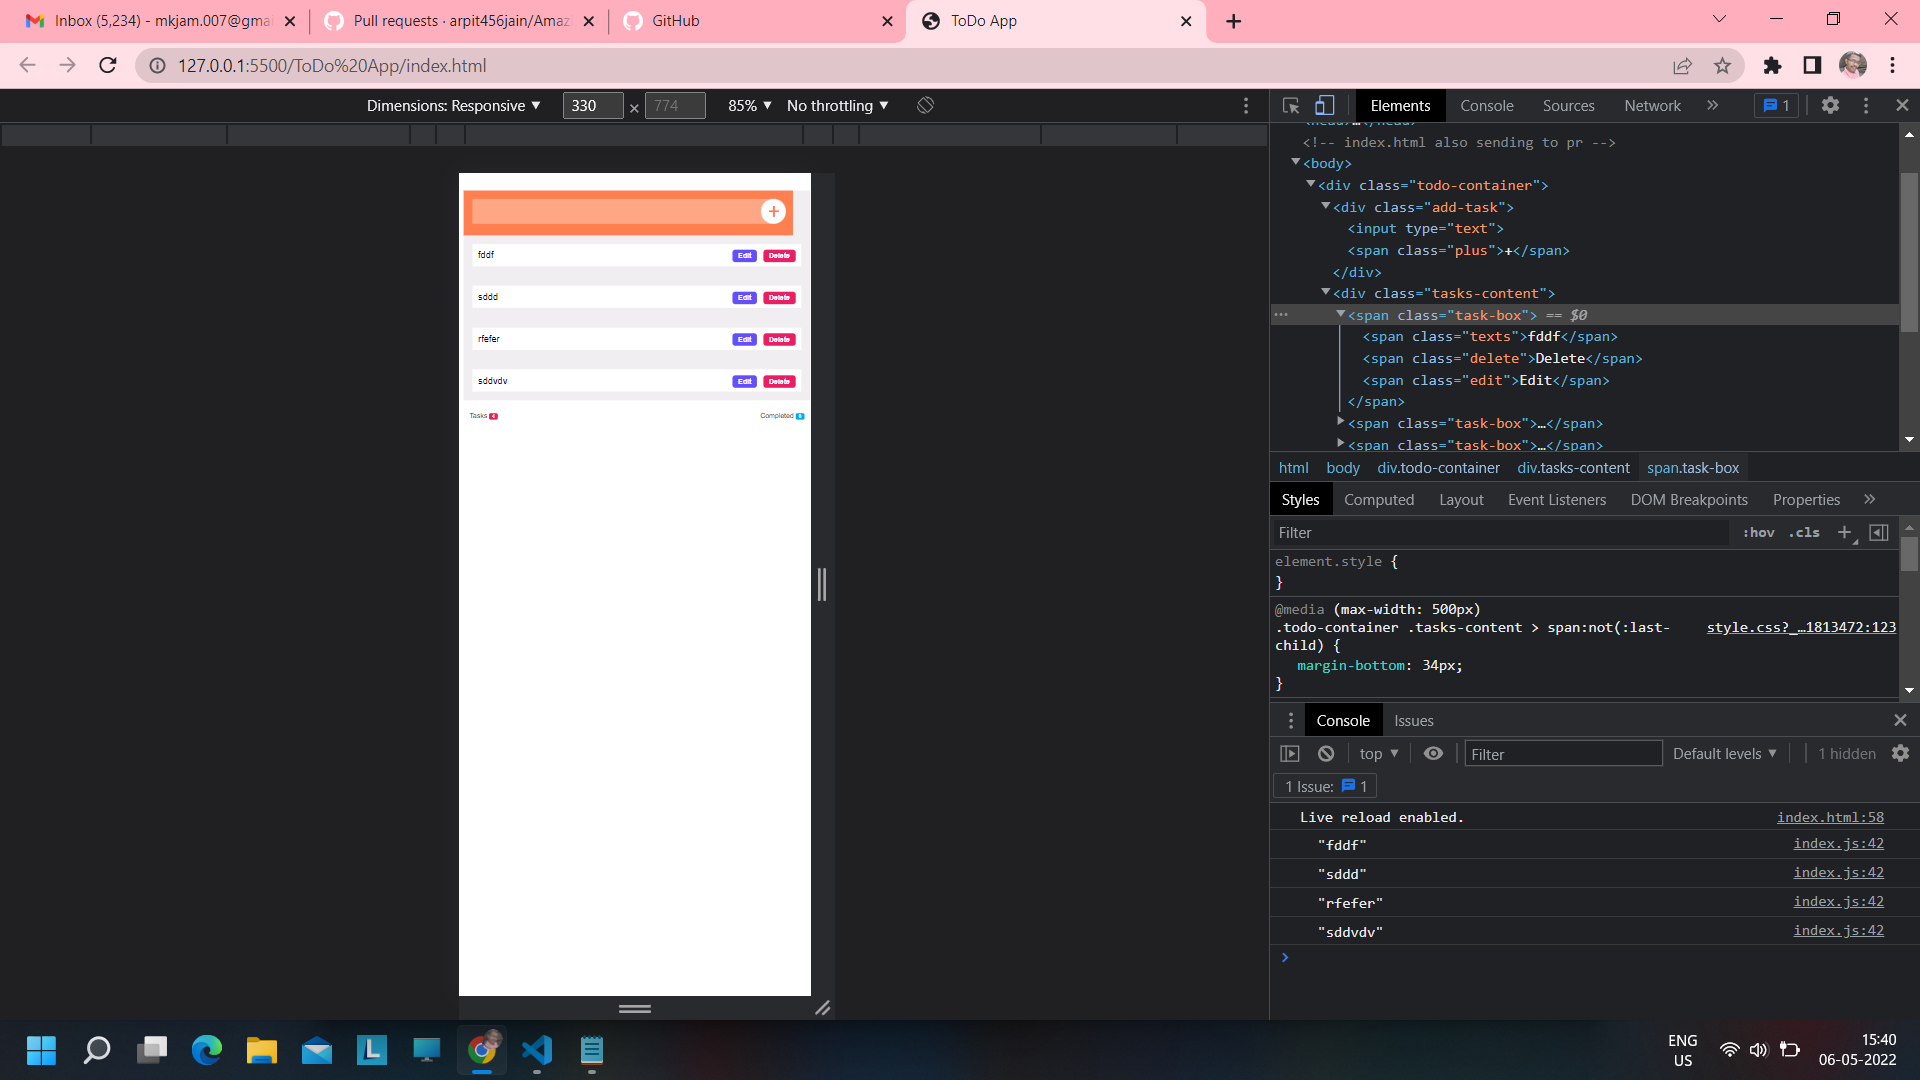 Inbox (5,234) - mkjam.007@gmai
Pull requests · arpit456jain/Amaz
GitHub
ToDo App
127.0.0.1:5500/ToDo%20App/index.html
Dimensions: Responsive ▼ 330 × 774 85% ▼ No throttling ▼
Elements Console Sources Network » 1
<head>…</head>
<!-- index.html also sending to pr -->
<body>
<div class="todo-container">
<div class="add-task">
<input type="text">
<span class="plus">+</span>
</div>
<div class="tasks-content">
<span class="task-box"> == $0
<span class="texts">fddf</span>
<span class="delete">Delete</span>
<span class="edit">Edit</span>
</span>
<span class="task-box">…</span>
<span class="task-box">…</span>
html body div.todo-container div.tasks-content span.task-box
Styles Computed Layout Event Listeners DOM Breakpoints Properties »
Filter :hov .cls +
element.style {
}
@media (max-width: 500px)
.todo-container .tasks-content > span:not(:last- style.css?_…1813472:123
child) {
margin-bottom: 34px;
}
Console Issues
top ▼ Filter Default levels ▼ 1 hidden
1 Issue: 1
Live reload enabled. index.html:58
"fddf" index.js:42
"sddd" index.js:42
"rfefer" index.js:42
"sddvdv" index.js:42
+
fddf Edit Delete
sddd Edit Delete
rfefer Edit Delete
sddvdv Edit Delete
Tasks 4 Completed
L
ENG
US
15:40
06-05-2022